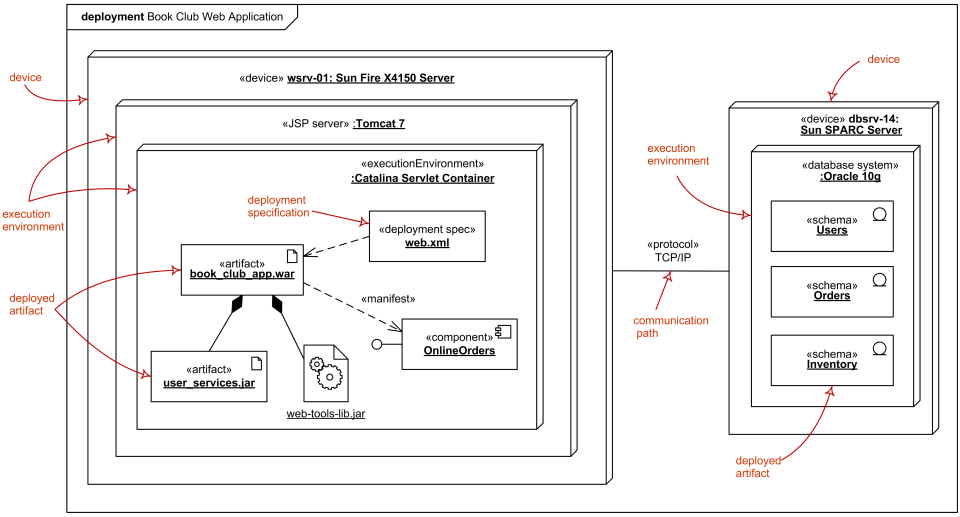 deployment Book Club Web Application
device
«device» wsrv-01: Sun Fire X4150 Server
«JSP server» :Tomcat 7
«executionEnvironment»
:Catalina Servlet Container
execution
environment
deployment
specification
«deployment spec»
web.xml
«artifact»
book_club_app.war
deployed
artifact
«manifest»
«component»
OnlineOrders
«artifact»
user_services.jar
web-tools-lib.jar
«protocol»
TCP/IP
communication
path
device
«device» dbsrv-14:
Sun SPARC Server
execution
environment
«database system»
:Oracle 10g
«schema»
Users
«schema»
Orders
«schema»
Inventory
deployed
artifact